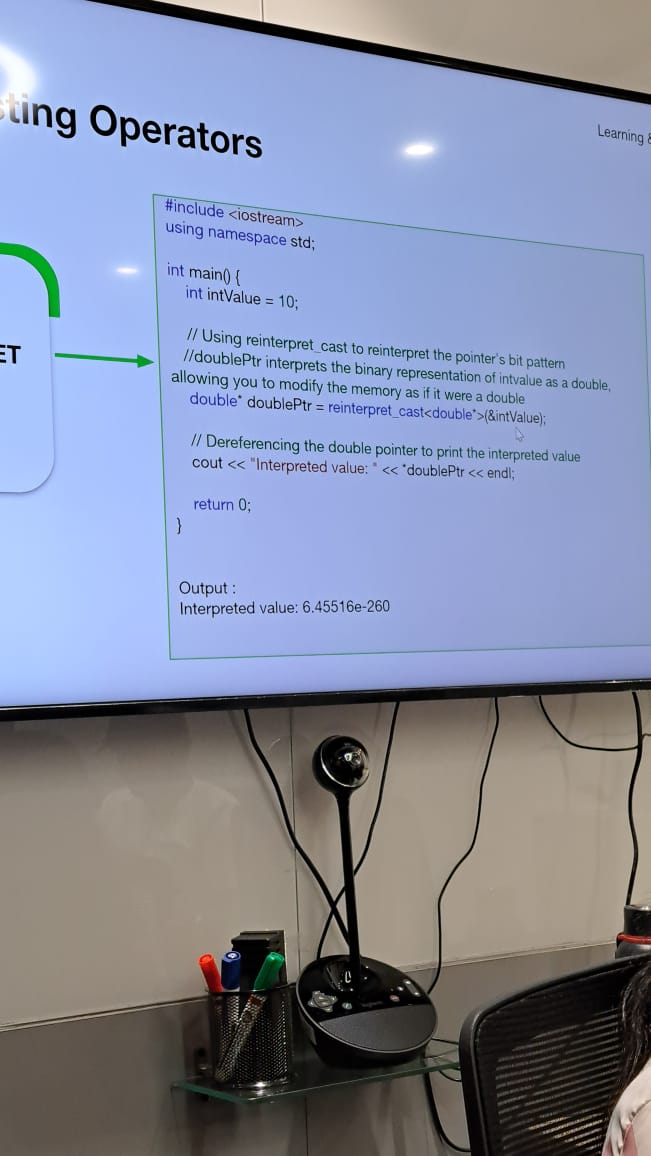 ting Operators
Learning &
ET
#include <iostream>
using namespace std;
int main() {
int intValue = 10;
// Using reinterpret_cast to reinterpret the pointer's bit pattern
//doublePtr interprets the binary representation of intvalue as a double,
allowing you to modify the memory as if it were a double
double* doublePtr = reinterpret_cast<double*>(&intValue);
// Dereferencing the double pointer to print the interpreted value
cout << "Interpreted value: " << *doublePtr << endl;
return 0;
}
Output :
Interpreted value: 6.45516e-260